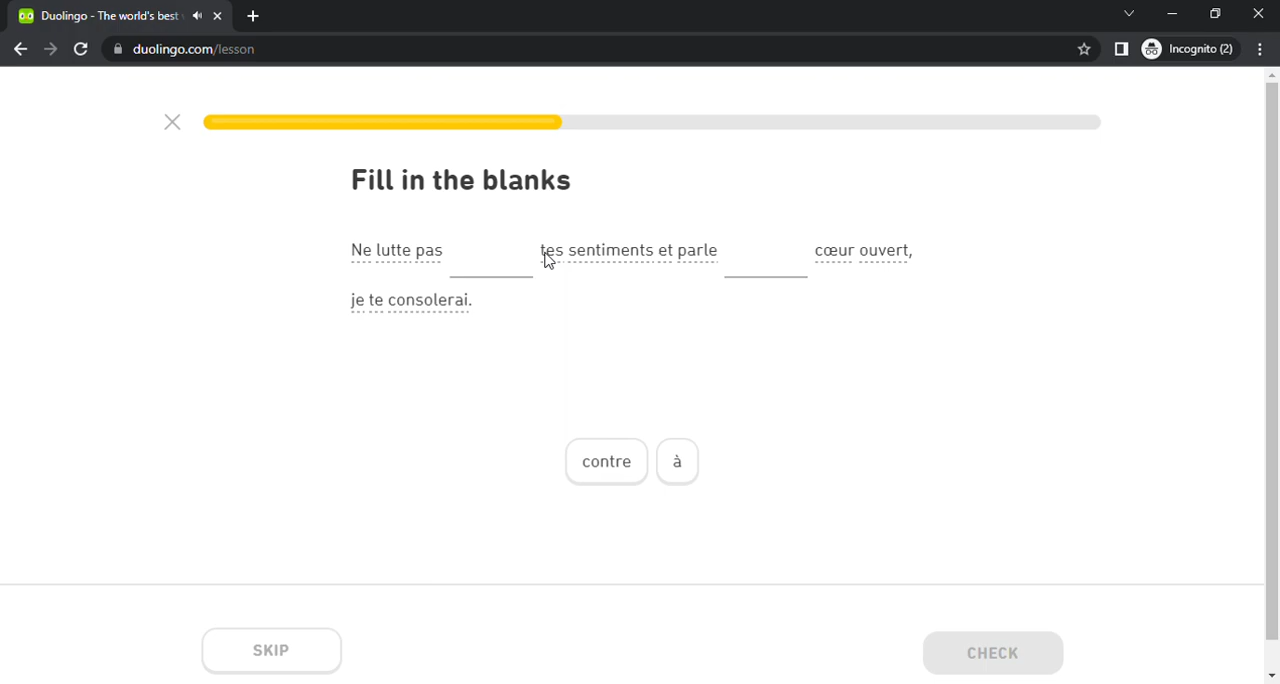 Duolingo - The world's best
duolingo.com/lesson
Incognito (2)
Fill in the blanks
Ne lutte pas tes sentiments et parle cœur ouvert,
je te consolerai.
contre à
SKIP CHECK